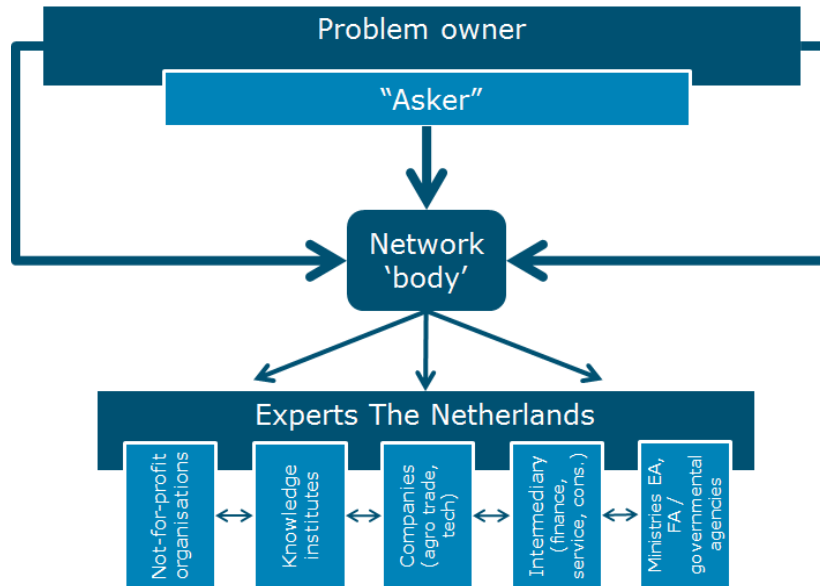 Problem owner
“Asker”
Network
‘body’
Experts The Netherlands
Not-for-profit
organisations
Knowledge
institutes
Companies
(agro trade,
tech)
Intermediary
(finance,
service, cons.)
Ministries EA,
FA /
governmental
agencies